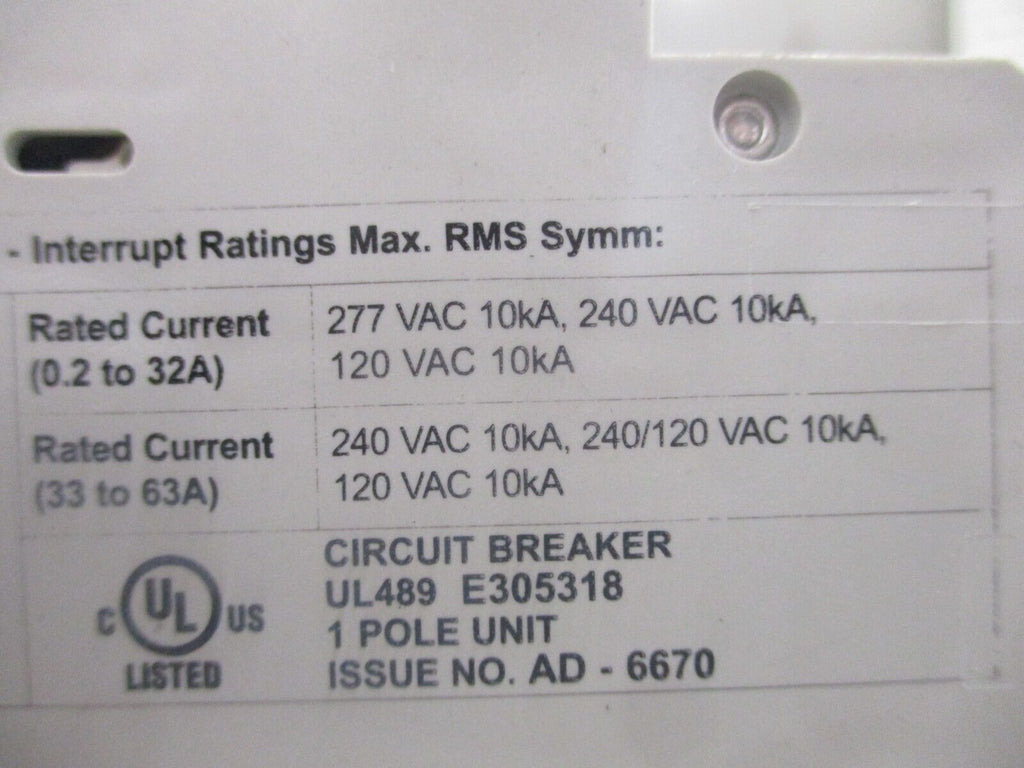 - Interrupt Ratings Max. RMS Symm:
Rated Current
(0.2 to 32A)
277 VAC 10kA, 240 VAC 10kA,
120 VAC 10kA
Rated Current
(33 to 63A)
240 VAC 10kA, 240/120 VAC 10kA,
120 VAC 10kA
C UL US
LISTED
CIRCUIT BREAKER
UL489 E305318
1 POLE UNIT
ISSUE NO. AD - 6670